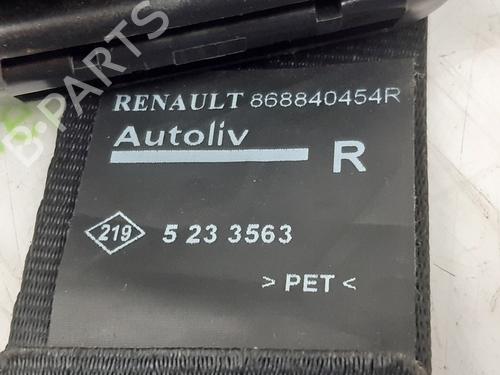 RENAULT 868840454R
Autoliv
R
219 5 23 3563
> PET <
B-PARTS